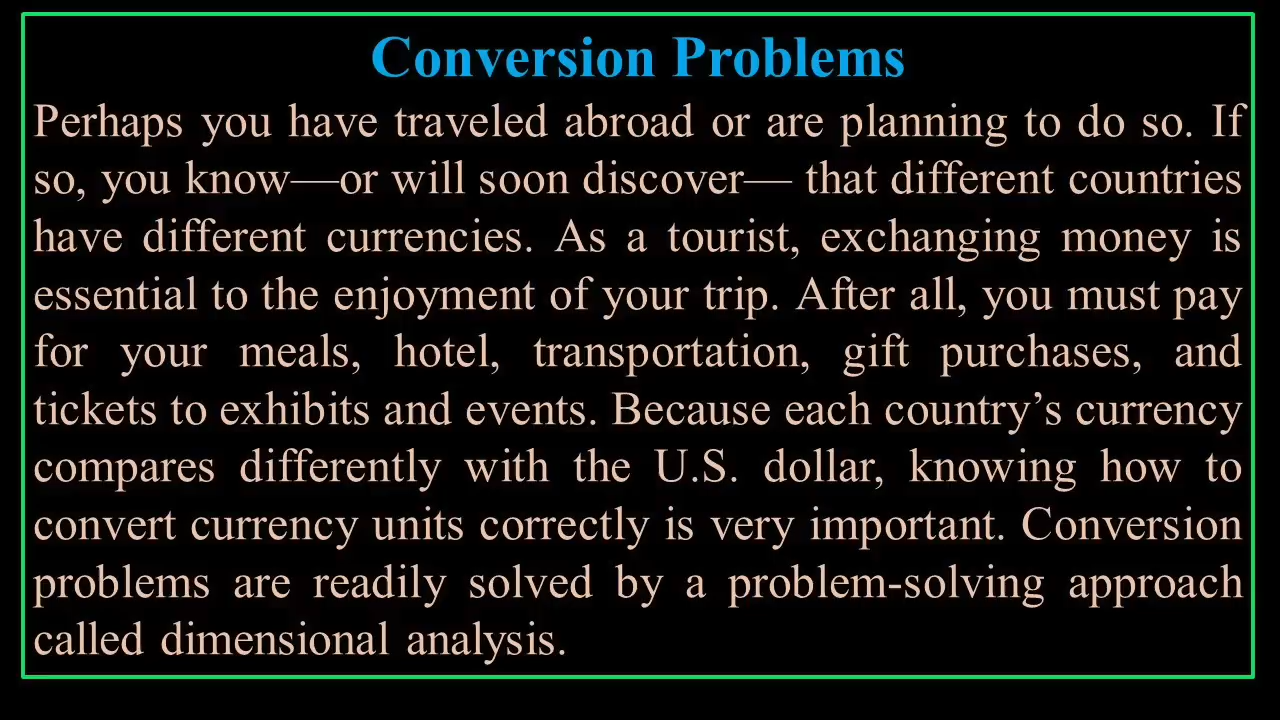 Conversion Problems
Perhaps you have traveled abroad or are planning to do so. If
so, you know—or will soon discover— that different countries
have different currencies. As a tourist, exchanging money is
essential to the enjoyment of your trip. After all, you must pay
for your meals, hotel, transportation, gift purchases, and
tickets to exhibits and events. Because each country’s currency
compares differently with the U.S. dollar, knowing how to
convert currency units correctly is very important. Conversion
problems are readily solved by a problem-solving approach
called dimensional analysis.